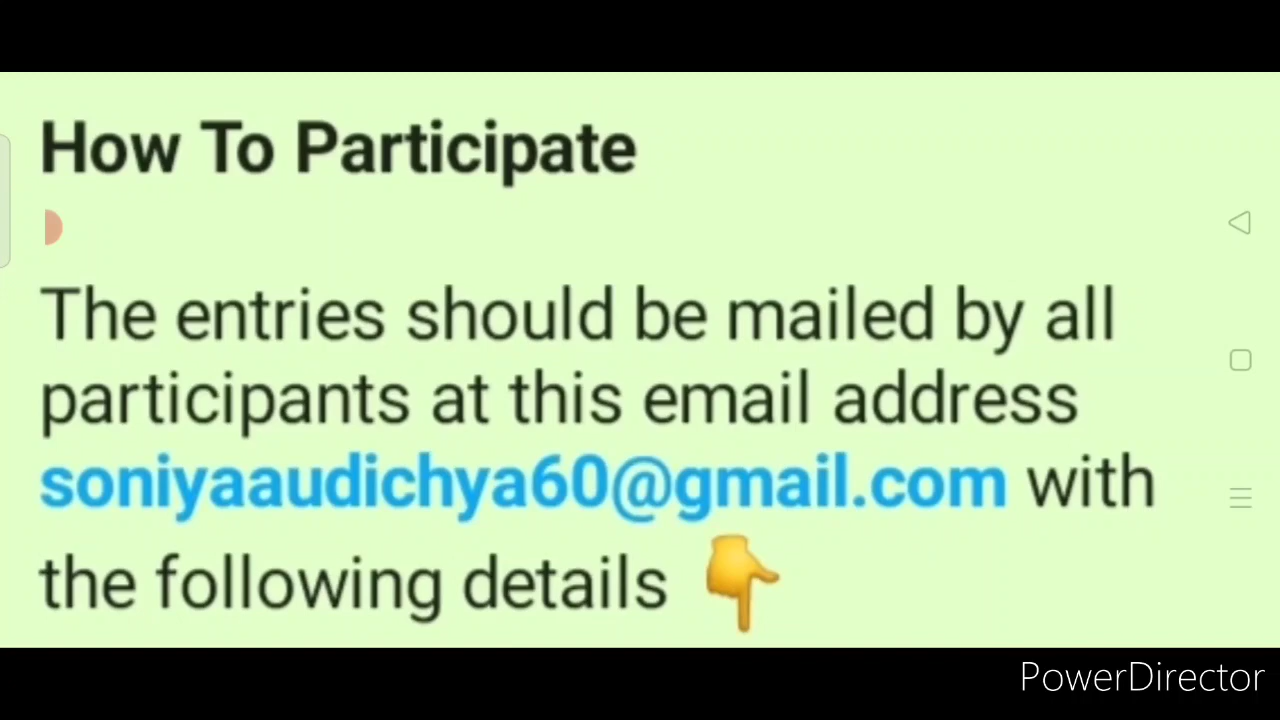 How To Participate
The entries should be mailed by all
participants at this email address
soniyaaudichya60@gmail.com with
the following details 👇
PowerDirector